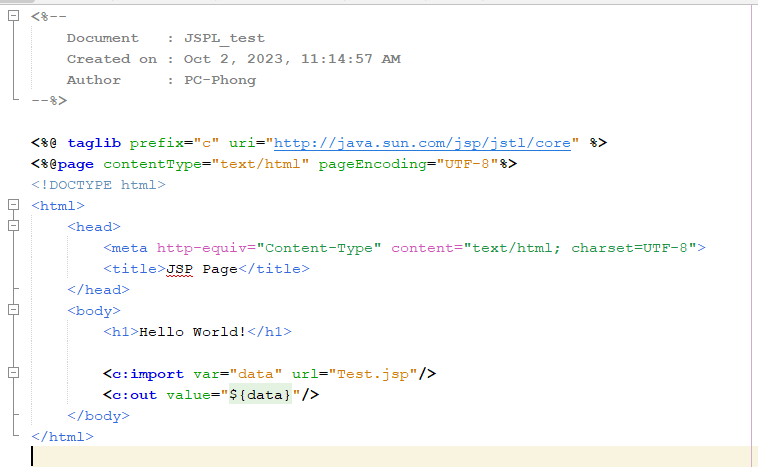 <%--
    Document   : JSPL_test
    Created on : Oct 2, 2023, 11:14:57 AM
    Author     : PC-Phong
--%>
<%@ taglib prefix="c" uri="http://java.sun.com/jsp/jstl/core" %>
<%@page contentType="text/html" pageEncoding="UTF-8"%>
<!DOCTYPE html>
<html>
    <head>
        <meta http-equiv="Content-Type" content="text/html; charset=UTF-8">
        <title>JSP Page</title>
    </head>
    <body>
        <h1>Hello World!</h1>
        <c:import var="data" url="Test.jsp"/>
        <c:out value="${data}"/>
    </body>
</html>